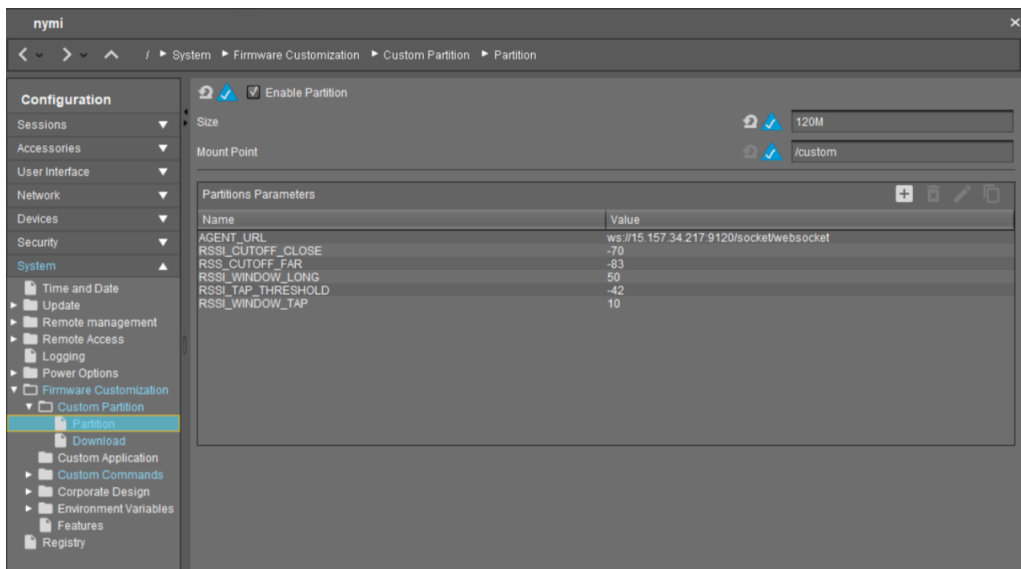 nymi
/ System Firmware Customization Custom Partition Partition
Configuration
Sessions
Accessories
User Interface
Network
Devices
Security
System
Time and Date
Update
Remote management
Remote Access
Logging
Power Options
Firmware Customization
Custom Partition
Partition
Download
Custom Application
Custom Commands
Corporate Design
Environment Variables
Features
Registry
Enable Partition
Size 120M
Mount Point /custom
Partitions Parameters
Name Value
AGENT_URL ws://15.157.34.217:9120/socket/websocket
RSSI_CUTOFF_CLOSE -70
RSS_CUTOFF_FAR -83
RSSI_WINDOW_LONG 50
RSSI_TAP_THRESHOLD -42
RSSI_WINDOW_TAP 10